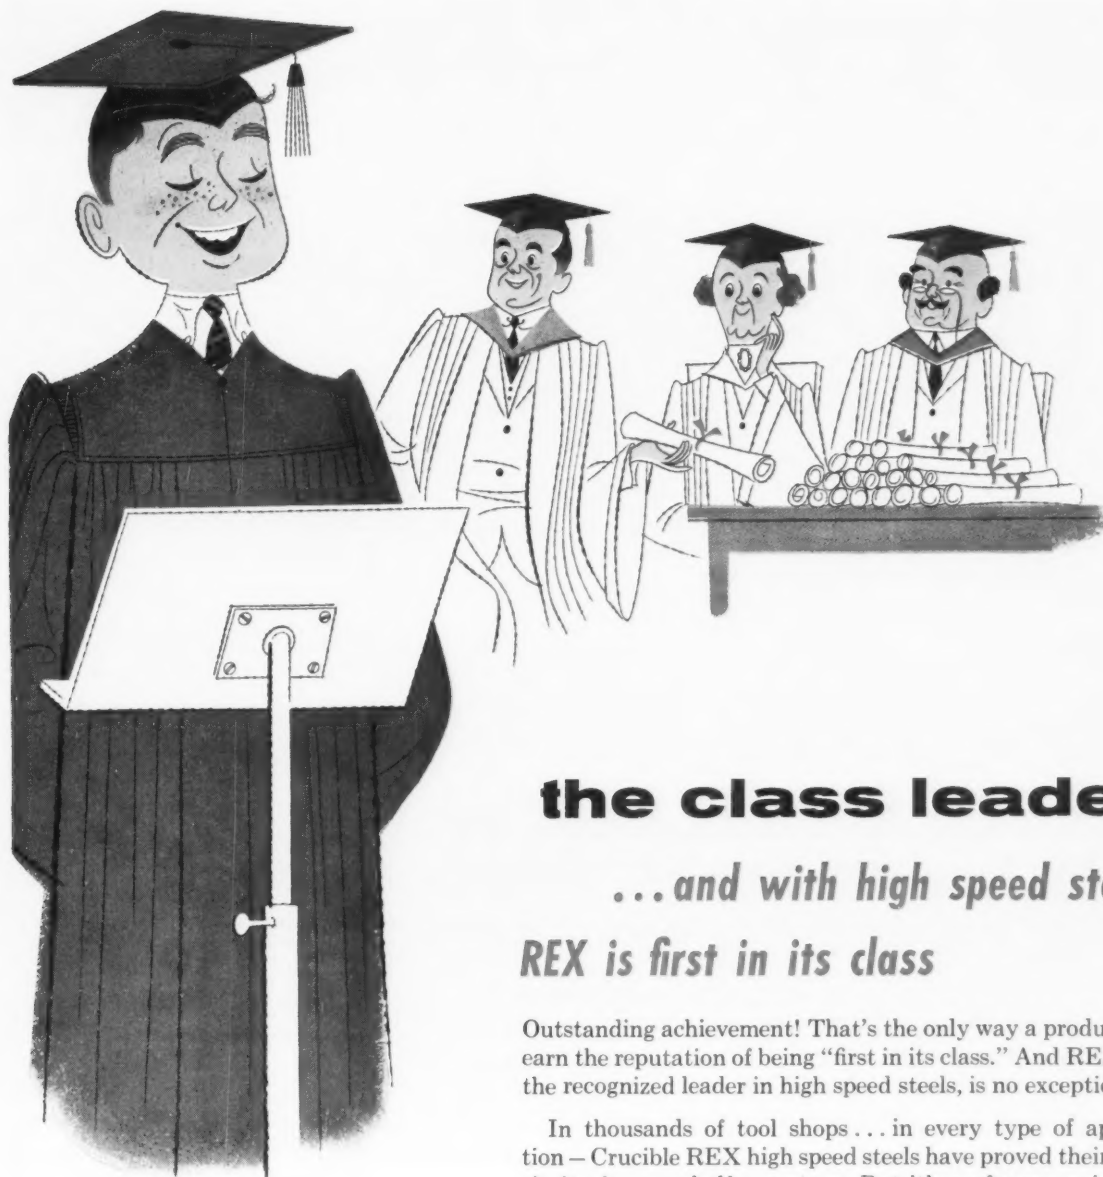 the class leade
...and with high speed st
REX is first in its class
Outstanding achievement! That's the only way a produ
earn the reputation of being "first in its class." And RE
the recognized leader in high speed steels, is no excepti
In thousands of tool shops ... in every type of ap
tion – Crucible REX high speed steels have proved their